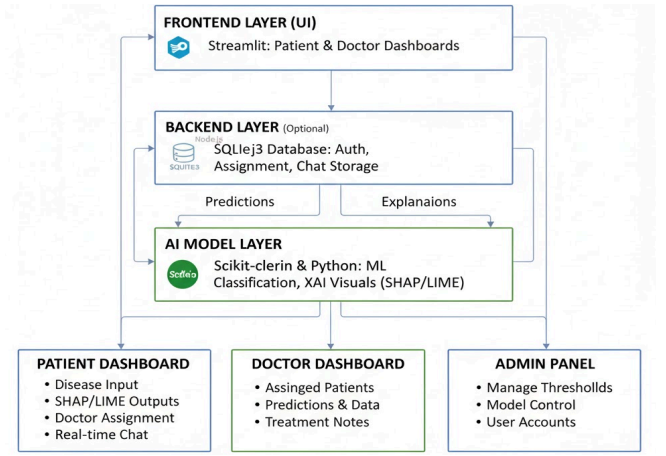 FRONTEND LAYER (UI)
Streamlit: Patient & Doctor Dashboards
BACKEND LAYER (Optional)
Nodeja
SQLIej3 Database: Auth,
Assignment, Chat Storage
SQUITE3
Predictions
Explanaions
AI MODEL LAYER
Scikit-clerin & Python: ML
Classification, XAI Visuals (SHAP/LIME)
PATIENT DASHBOARD
• Disease Input
• SHAP/LIME Outputs
• Doctor Assignment
• Real-time Chat
DOCTOR DASHBOARD
• Assinged Patients
• Predictions & Data
• Treatment Notes
ADMIN PANEL
• Manage Thresholldds
• Model Control
• User Accounts